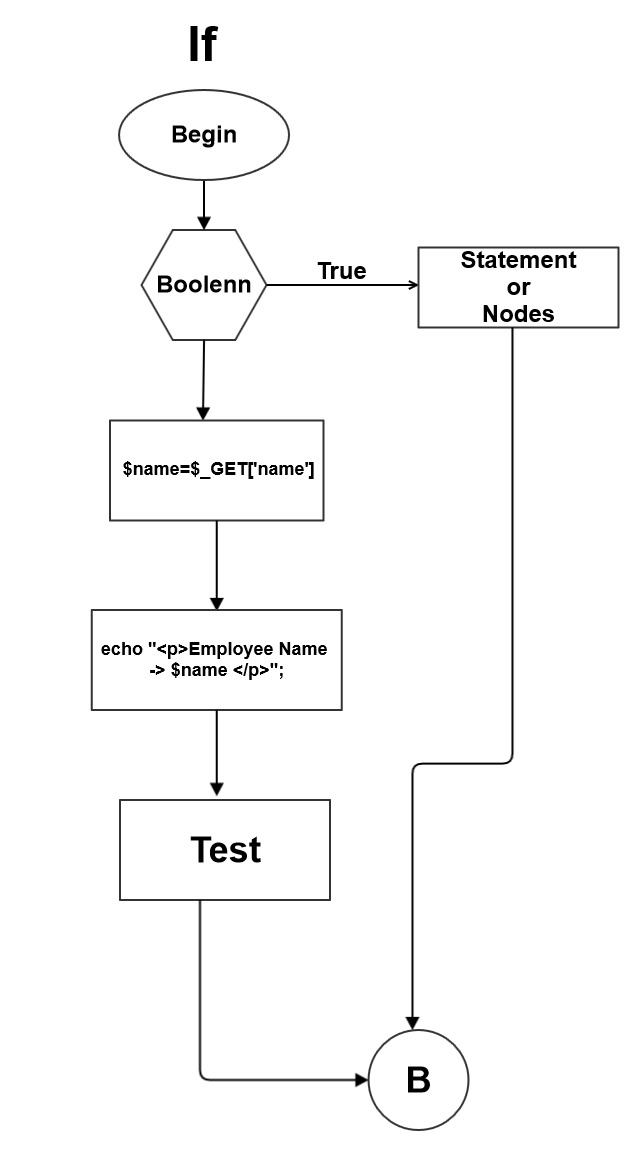 If
Begin
Boolenn
True
Statement
or
Nodes
$name=$_GET['name']
echo "<p>Employee Name
-> $name </p>";
Test
B